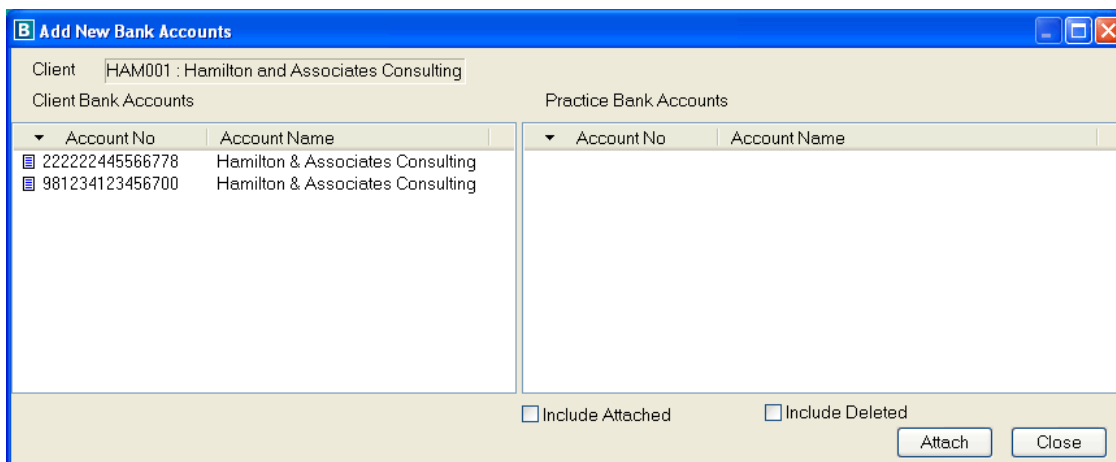 B Add New Bank Accounts
Client HAM001 : Hamilton and Associates Consulting
Client Bank Accounts
Practice Bank Accounts
Account No Account Name
222222445566778 Hamilton & Associates Consulting
981234123456700 Hamilton & Associates Consulting
Account No Account Name
Include Attached
Include Deleted
Attach
Close